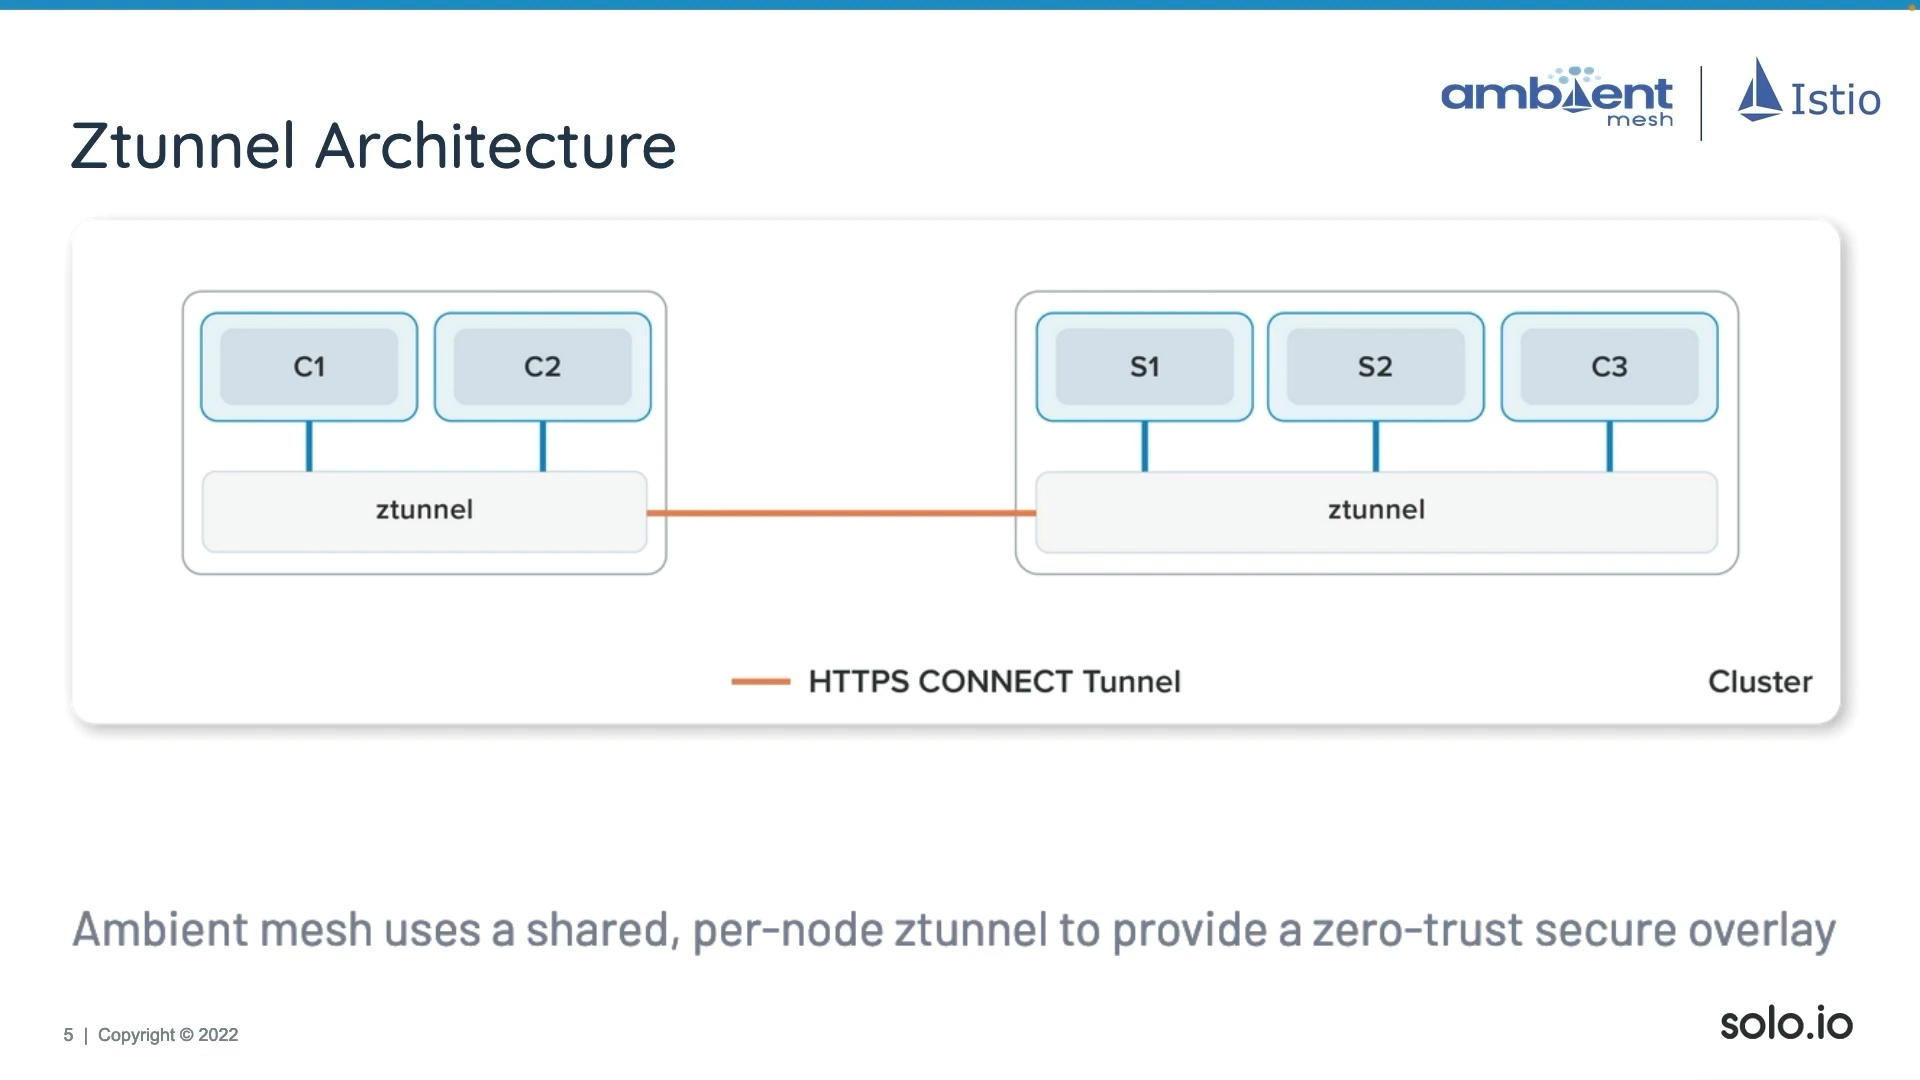 ambient
mesh
Istio
Ztunnel Architecture
C1
C2
S1
S2
C3
ztunnel
ztunnel
HTTPS CONNECT Tunnel
Cluster
Ambient mesh uses a shared, per-node ztunnel to provide a zero-trust secure overlay
5 | Copyright © 2022
solo.io